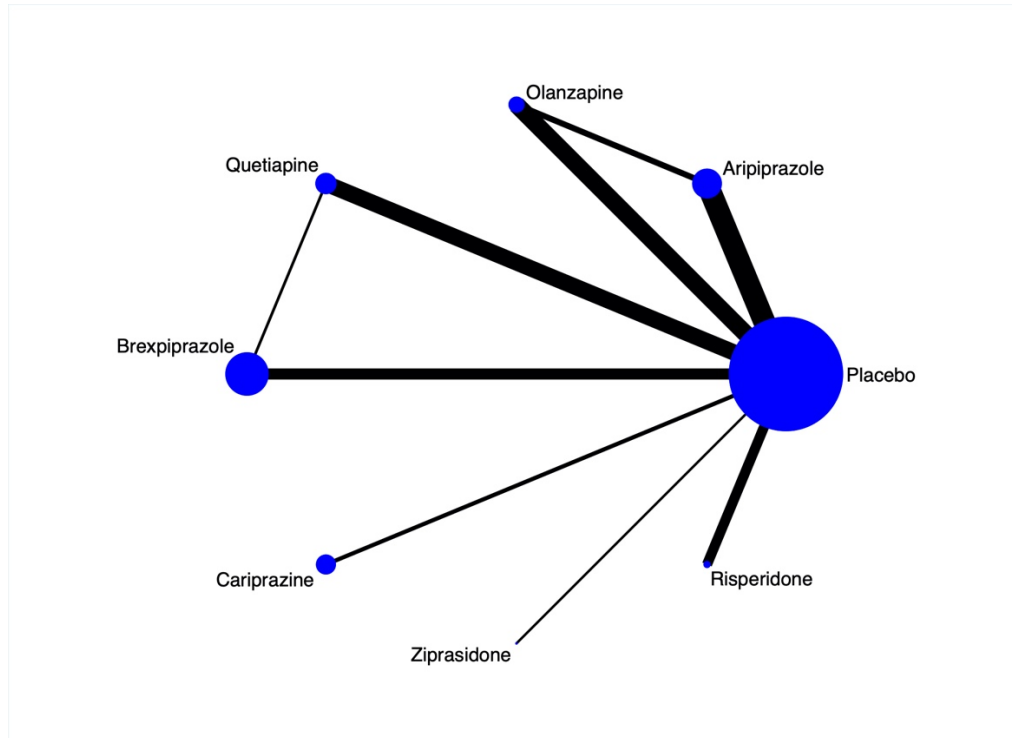 Olanzapine
Quetiapine
Aripiprazole
Brexpiprazole
Placebo
Cariprazine
Risperidone
Ziprasidone